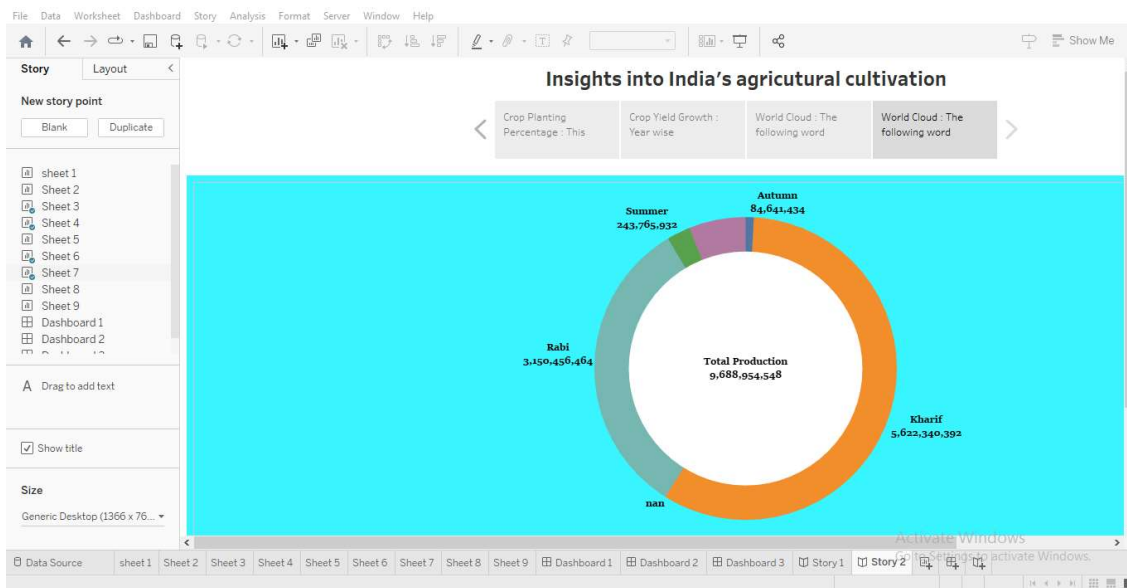 File Data Worksheet Dashboard Story Analysis Format Server Window Help
Show Me
Story Layout
New story point
Blank Duplicate
sheet 1
Sheet 2
Sheet 3
Sheet 4
Sheet 5
Sheet 6
Sheet 7
Sheet 8
Sheet 9
Dashboard 1
Dashboard 2
A Drag to add text
Show title
Size
Generic Desktop (1366 x 76...
Insights into India's agricutural cultivation
Crop Planting
Percentage : This
Crop Yield Growth :
Year wise
World Cloud : The
following word
World Cloud : The
following word
Autumn
84,641,434
Summer
243,765,932
Rabi
3,150,456,464
Total Production
9,688,954,548
Kharif
5,622,340,392
nan
Activate Windows
Go to Settings to activate Windows.
Data Source sheet 1 Sheet 2 Sheet 3 Sheet 4 Sheet 5 Sheet 6 Sheet 7 Sheet 8 Sheet 9 Dashboard 1 Dashboard 2 Dashboard 3 Story 1 Story 2